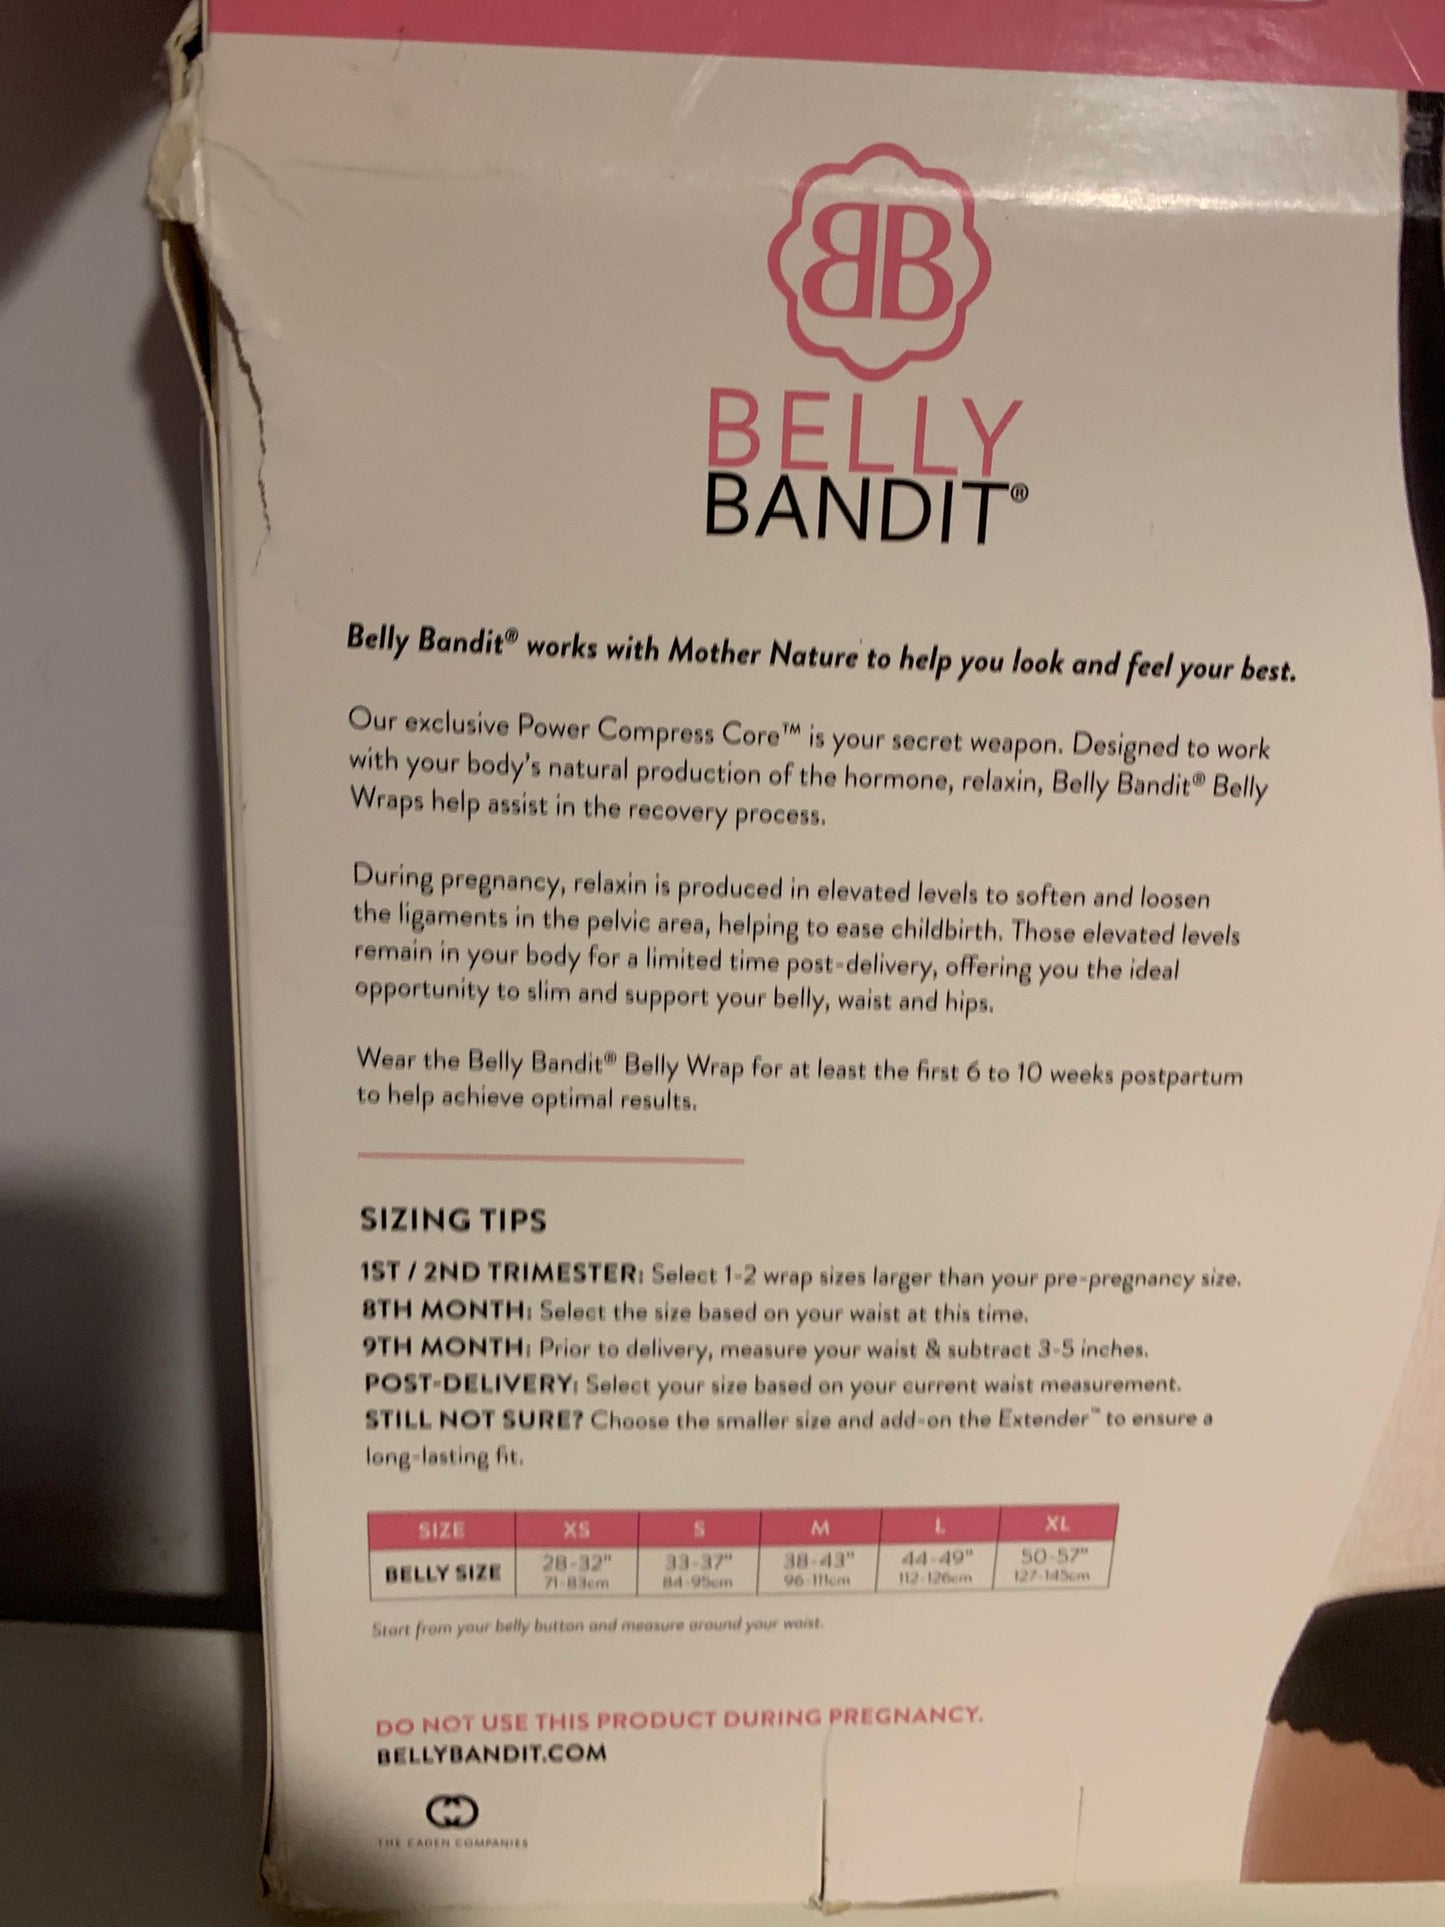 BB
BELLY
BANDIT®
Belly Bandit® works with Mother Nature to help you look and feel your best.
Our exclusive Power Compress Core™ is your secret weapon. Designed to work
with your body's natural production of the hormone, relaxin, Belly Bandit® Belly
Wraps help assist in the recovery process.
During pregnancy, relaxin is produced in elevated levels to soften and loosen
the ligaments in the pelvic area, helping to ease childbirth. Those elevated levels
remain in your body for a limited time post-delivery, offering you the ideal
opportunity to slim and support your belly, waist and hips.
Wear the Belly Bandit® Belly Wrap for at least the first 6 to 10 weeks postpartum
to help achieve optimal results.
SIZING TIPS
1ST / 2ND TRIMESTER: Select 1-2 wrap sizes larger than your pre-pregnancy size.
8TH MONTH: Select the size based on your waist at this time.
9TH MONTH: Prior to delivery, measure your waist & subtract 3-5 inches.
POST-DELIVERY: Select your size based on your current waist measurement.
STILL NOT SURE? Choose the smaller size and add-on the Extender™ to ensure a
long-lasting fit.
SIZE XS S M L XL
BELLY SIZE 28-32" 33-37" 38-43" 44-49" 50-57"
71-83cm 84-95cm 96-111cm 112-126cm 127-145cm
Start from your belly button and measure around your waist.
DO NOT USE THIS PRODUCT DURING PREGNANCY.
BELLYBANDIT.COM
THE CADEN COMPANIES